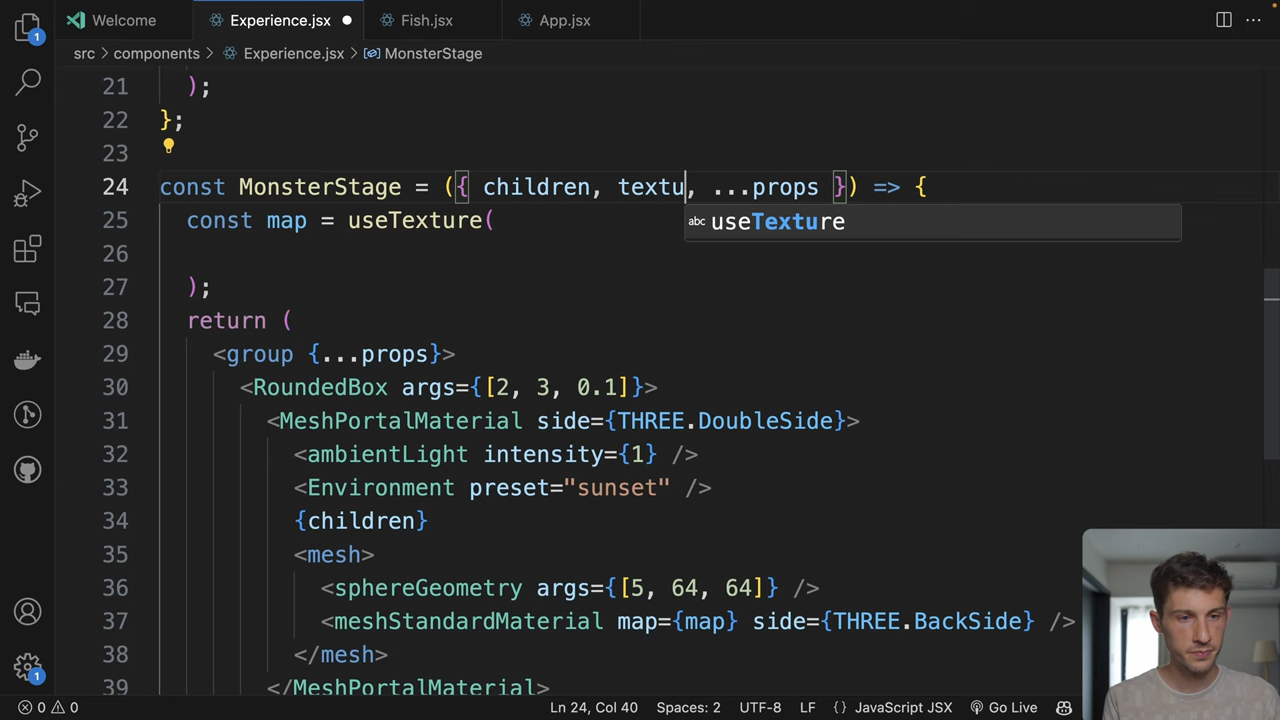 Welcome
Experience.jsx
Fish.jsx
App.jsx
src > components > Experience.jsx > MonsterStage
21 );
22 };
23
24 const MonsterStage = ({ children, textu, ...props }) => {
25 const map = useTexture(
abc useTexture
26
27 );
28 return (
29 <group {...props}>
30 <RoundedBox args={[2, 3, 0.1]}>
31 <MeshPortalMaterial side={THREE.DoubleSide}>
32 <ambientLight intensity={1} />
33 <Environment preset="sunset" />
34 {children}
35 <mesh>
36 <sphereGeometry args={[5, 64, 64]} />
37 <meshStandardMaterial map={map} side={THREE.BackSide} />
38 </mesh>
39 </MeshPortalMaterial>
1
1
0 0 Ln 24, Col 40 Spaces: 2 UTF-8 LF {} JavaScript JSX Go Live